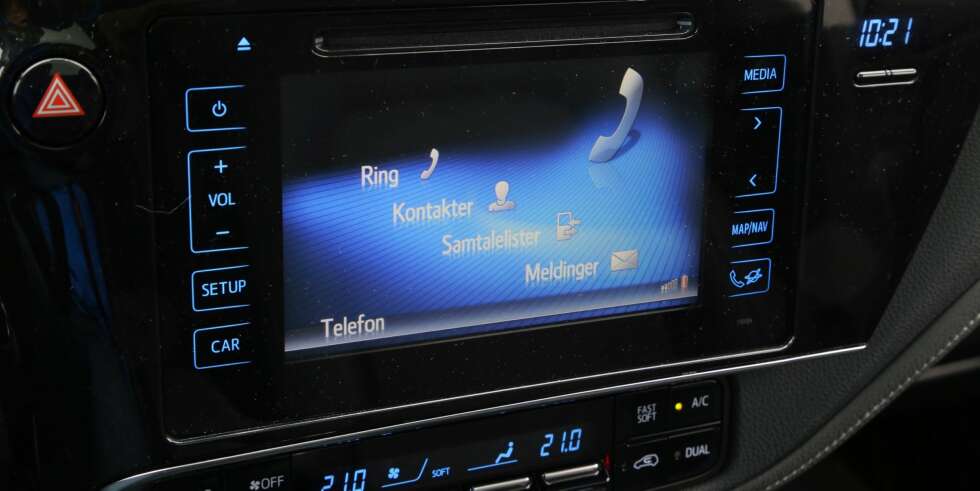 10:21
MEDIA
VOL
SETUP
CAR
Ring
Kontakter
Samtalelister
Meldinger
Telefon
MAP/NAV
OFF
21.0
SOFT
21.0
FAST
SOFT
A/C
DUAL